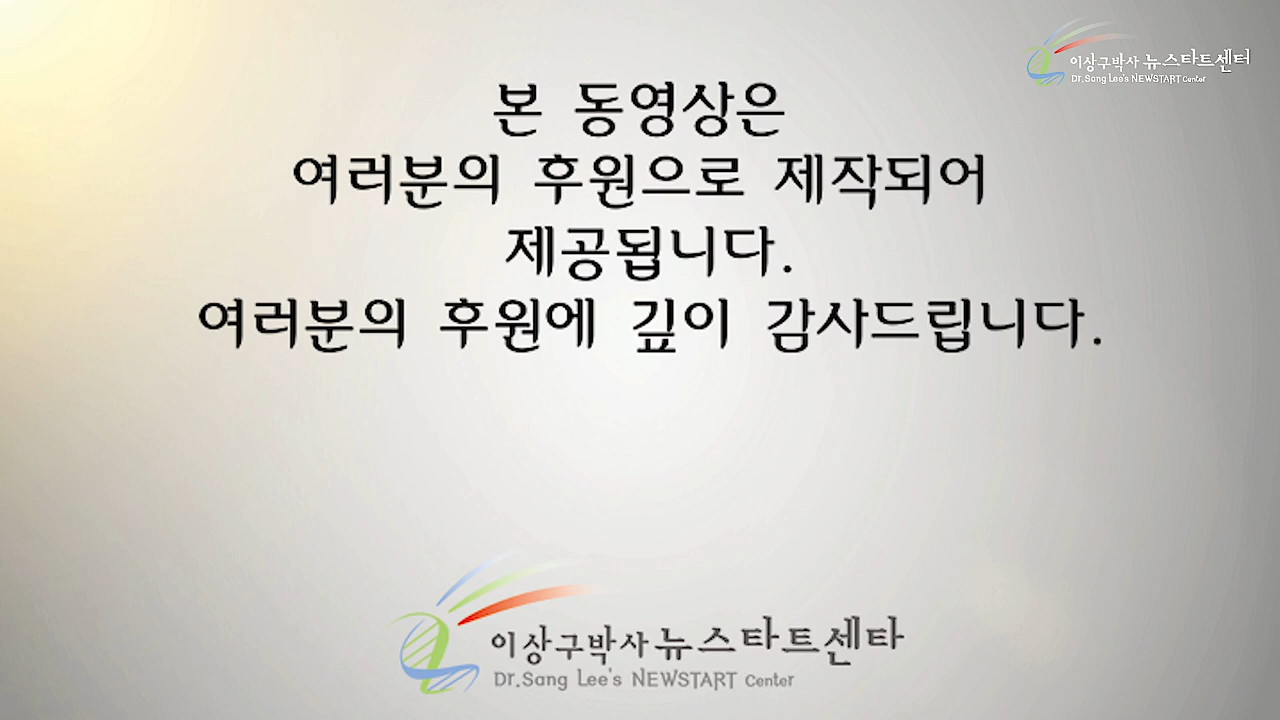 이상구박사 뉴스타트센터
Dr.Sang Lee's NEWSTART Center
본 동영상은
여러분의 후원으로 제작되어
제공됩니다.
여러분의 후원에 깊이 감사드립니다.
이상구박사 뉴스타트센타
Dr.Sang Lee's NEWSTART Center